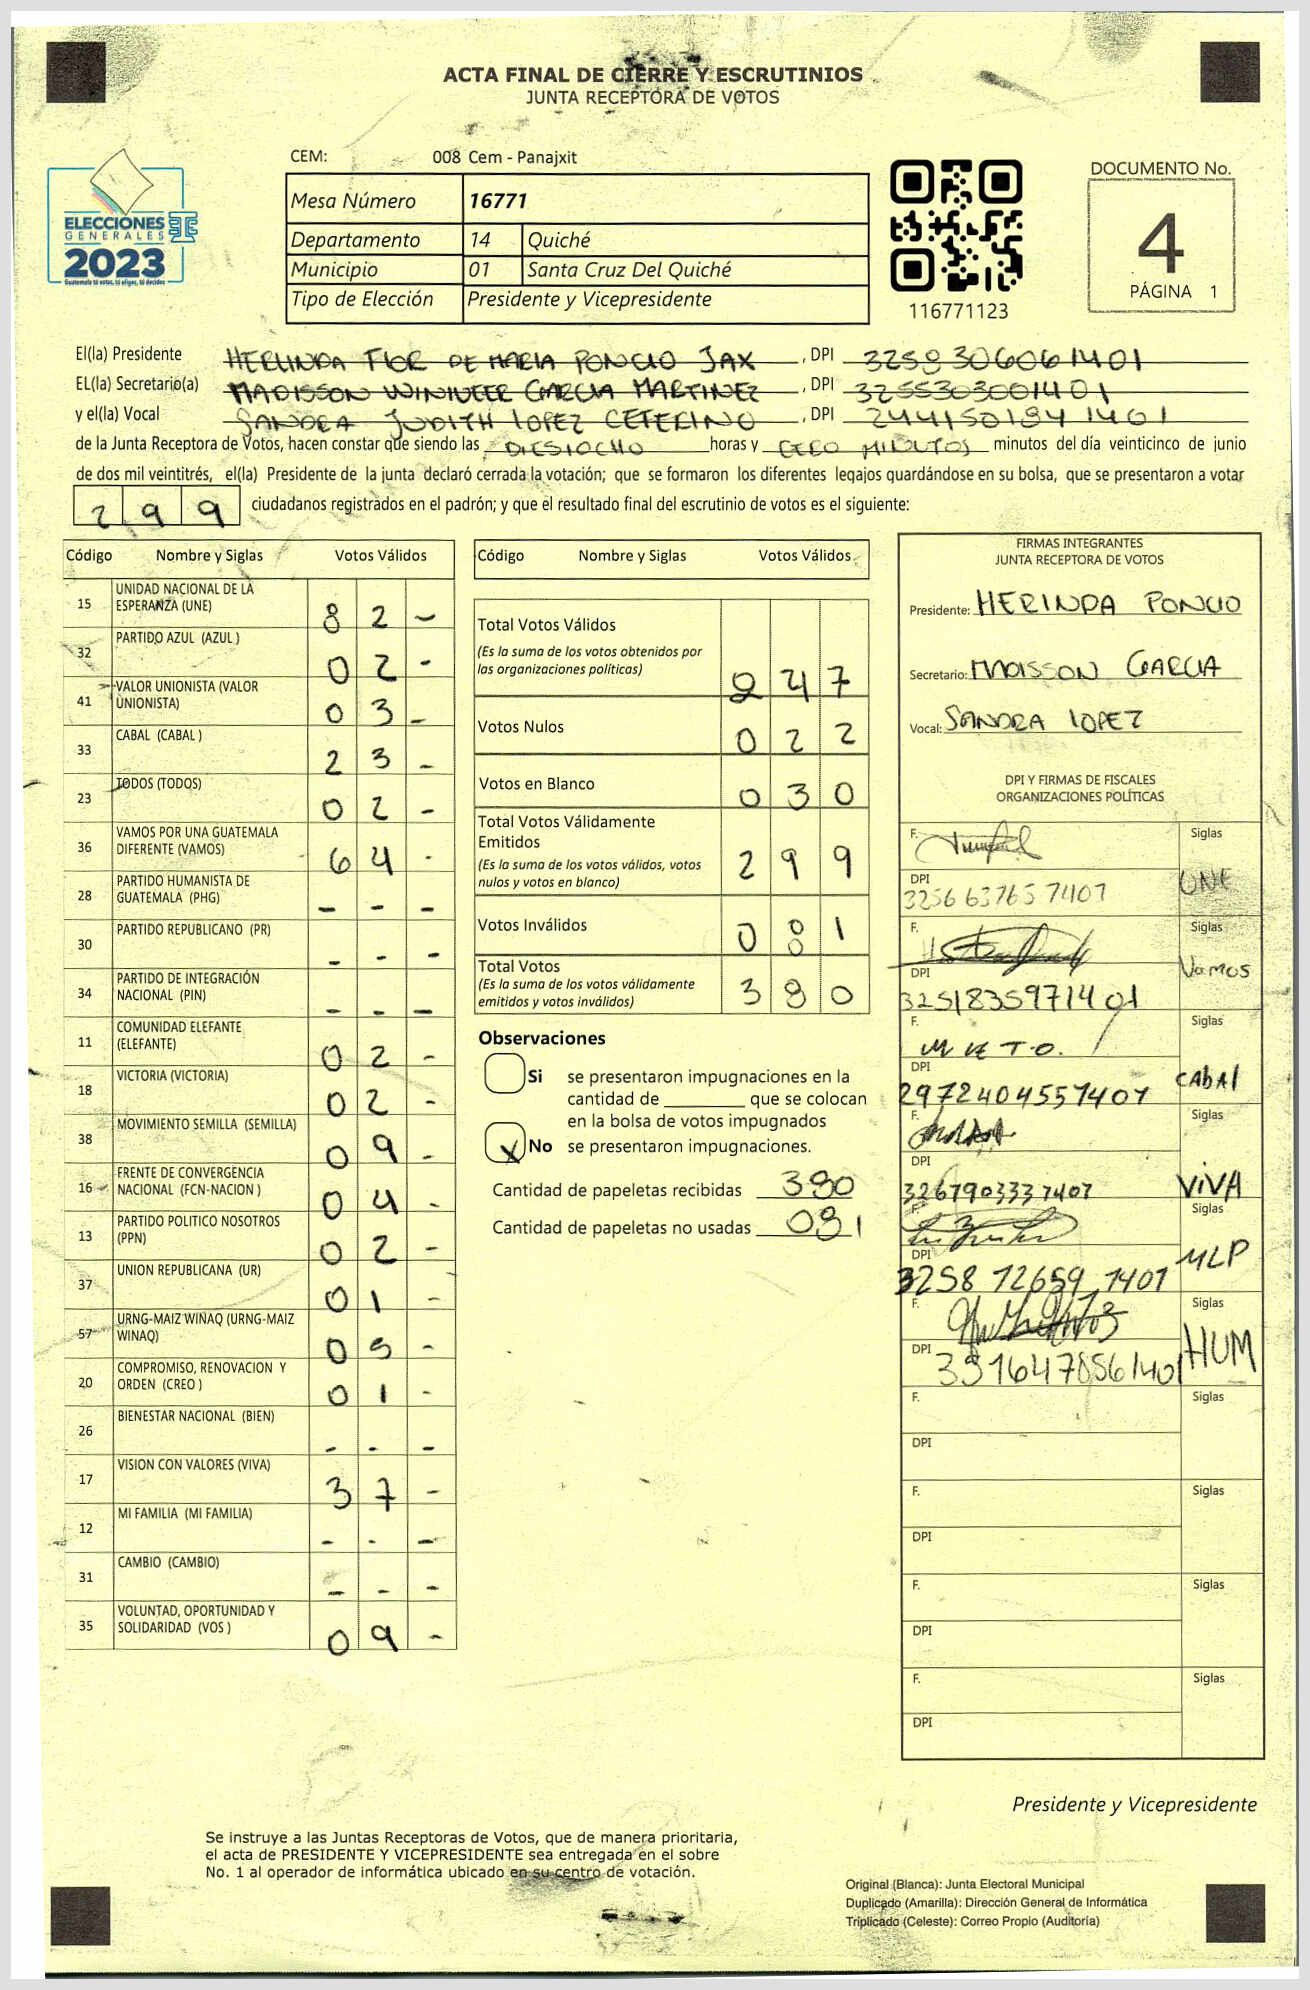 ACTA FINAL DE CIERRE Y ESCRUTINIOS
JUNTA RECEPTORA DE VOTOS
ELECCIONES
GENERALES
2023
Guatemala tú votas, tú eliges, tú decides
CEM: 008 Cem - Panajxit
Mesa Número 16771
Departamento 14 Quiché
Municipio 01 Santa Cruz Del Quiché
Tipo de Elección Presidente y Vicepresidente
116771123
DOCUMENTO No.
4
PÁGINA 1
El(la) Presidente HERLINDA FLOR DE MARIA PONCIO JAX, DPI 3259306061401
EL(la) Secretario(a) MADISSON GARCIA MARTINEZ, DPI 3255303001401
y el(la) Vocal SANDRA JUDITH LOPEZ CEFERINO, DPI 2441501841401
de la Junta Receptora de Votos, hacen constar que siendo las DIESIOCHO horas y CERO MINUTOS minutos del día veinticinco de junio
de dos mil veintitrés, el(la) Presidente de la junta declaró cerrada la votación; que se formaron los diferentes legajos guardándose en su bolsa, que se presentaron a votar
299 ciudadanos registrados en el padrón; y que el resultado final del escrutinio de votos es el siguiente:
Código Nombre y Siglas Votos Válidos
15 UNIDAD NACIONAL DE LA ESPERANZA (UNE) 8 2 -
32 PARTIDO AZUL (AZUL) 0 2 -
41 VALOR UNIONISTA (VALOR UNIONISTA) 0 3 -
33 CABAL (CABAL) 2 3 -
23 TODOS (TODOS) 0 2 -
36 VAMOS POR UNA GUATEMALA DIFERENTE (VAMOS) 6 4 -
28 PARTIDO HUMANISTA DE GUATEMALA (PHG) - - -
30 PARTIDO REPUBLICANO (PR) - - -
34 PARTIDO DE INTEGRACIÓN NACIONAL (PIN) - - -
11 COMUNIDAD ELEFANTE (ELEFANTE) 0 2 -
18 VICTORIA (VICTORIA) 0 2 -
38 MOVIMIENTO SEMILLA (SEMILLA) 0 9 -
16 FRENTE DE CONVERGENCIA NACIONAL (FCN-NACION) 0 4 -
13 PARTIDO POLITICO NOSOTROS (PPN) 0 2 -
37 UNION REPUBLICANA (UR) 0 1 -
57 URNG-MAIZ WINAQ (URNG-MAIZ WINAQ) 0 5 -
20 COMPROMISO, RENOVACION Y ORDEN (CREO) 0 1 -
26 BIENESTAR NACIONAL (BIEN) - - -
17 VISION CON VALORES (VIVA) 3 7 -
12 MI FAMILIA (MI FAMILIA) - - -
31 CAMBIO (CAMBIO) - - -
35 VOLUNTAD, OPORTUNIDAD Y SOLIDARIDAD (VOS) 0 9 -
Código Nombre y Siglas Votos Válidos
Total Votos Válidos 2 4 7
(Es la suma de los votos obtenidos por
las organizaciones políticas)
Votos Nulos 0 2 2
Votos en Blanco 0 3 0
Total Votos Válidamente
Emitidos 2 9 9
(Es la suma de los votos válidos, votos
nulos y votos en blanco)
Votos Inválidos 0 8 1
Total Votos 3 8 0
(Es la suma de los votos válidamente
emitidos y votos inválidos)
Observaciones
Si se presentaron impugnaciones en la
cantidad de ________ que se colocan
en la bolsa de votos impugnados
X No se presentaron impugnaciones.
Cantidad de papeletas recibidas 380
Cantidad de papeletas no usadas 081
FIRMAS INTEGRANTES
JUNTA RECEPTORA DE VOTOS
Presidente: HERINDA PONCIO
Secretario: MADISSON GARCIA
Vocal: SANDRA LOPEZ
DPI Y FIRMAS DE FISCALES
ORGANIZACIONES POLÍTICAS
F. Siglas
DPI UNE
3256 63765 1401
F. Siglas
DPI Vamos
3251835971401
F. Siglas
DPI CABAl
2972404551401
F. Siglas
DPI
3267903331401 ViVA
F. Siglas
DPI MLP
3258 12659 1401
F. Siglas
DPI 3516478561401 HUM
F. Siglas
DPI
F. Siglas
DPI
F. Siglas
DPI
F. Siglas
DPI
Presidente y Vicepresidente
Se instruye a las Juntas Receptoras de Votos, que de manera prioritaria,
el acta de PRESIDENTE Y VICEPRESIDENTE sea entregada en el sobre
No. 1 al operador de informática ubicado en su centro de votación.
Original (Blanca): Junta Electoral Municipal
Duplicado (Amarilla): Dirección General de Informática
Triplicado (Celeste): Correo Propio (Auditoría)